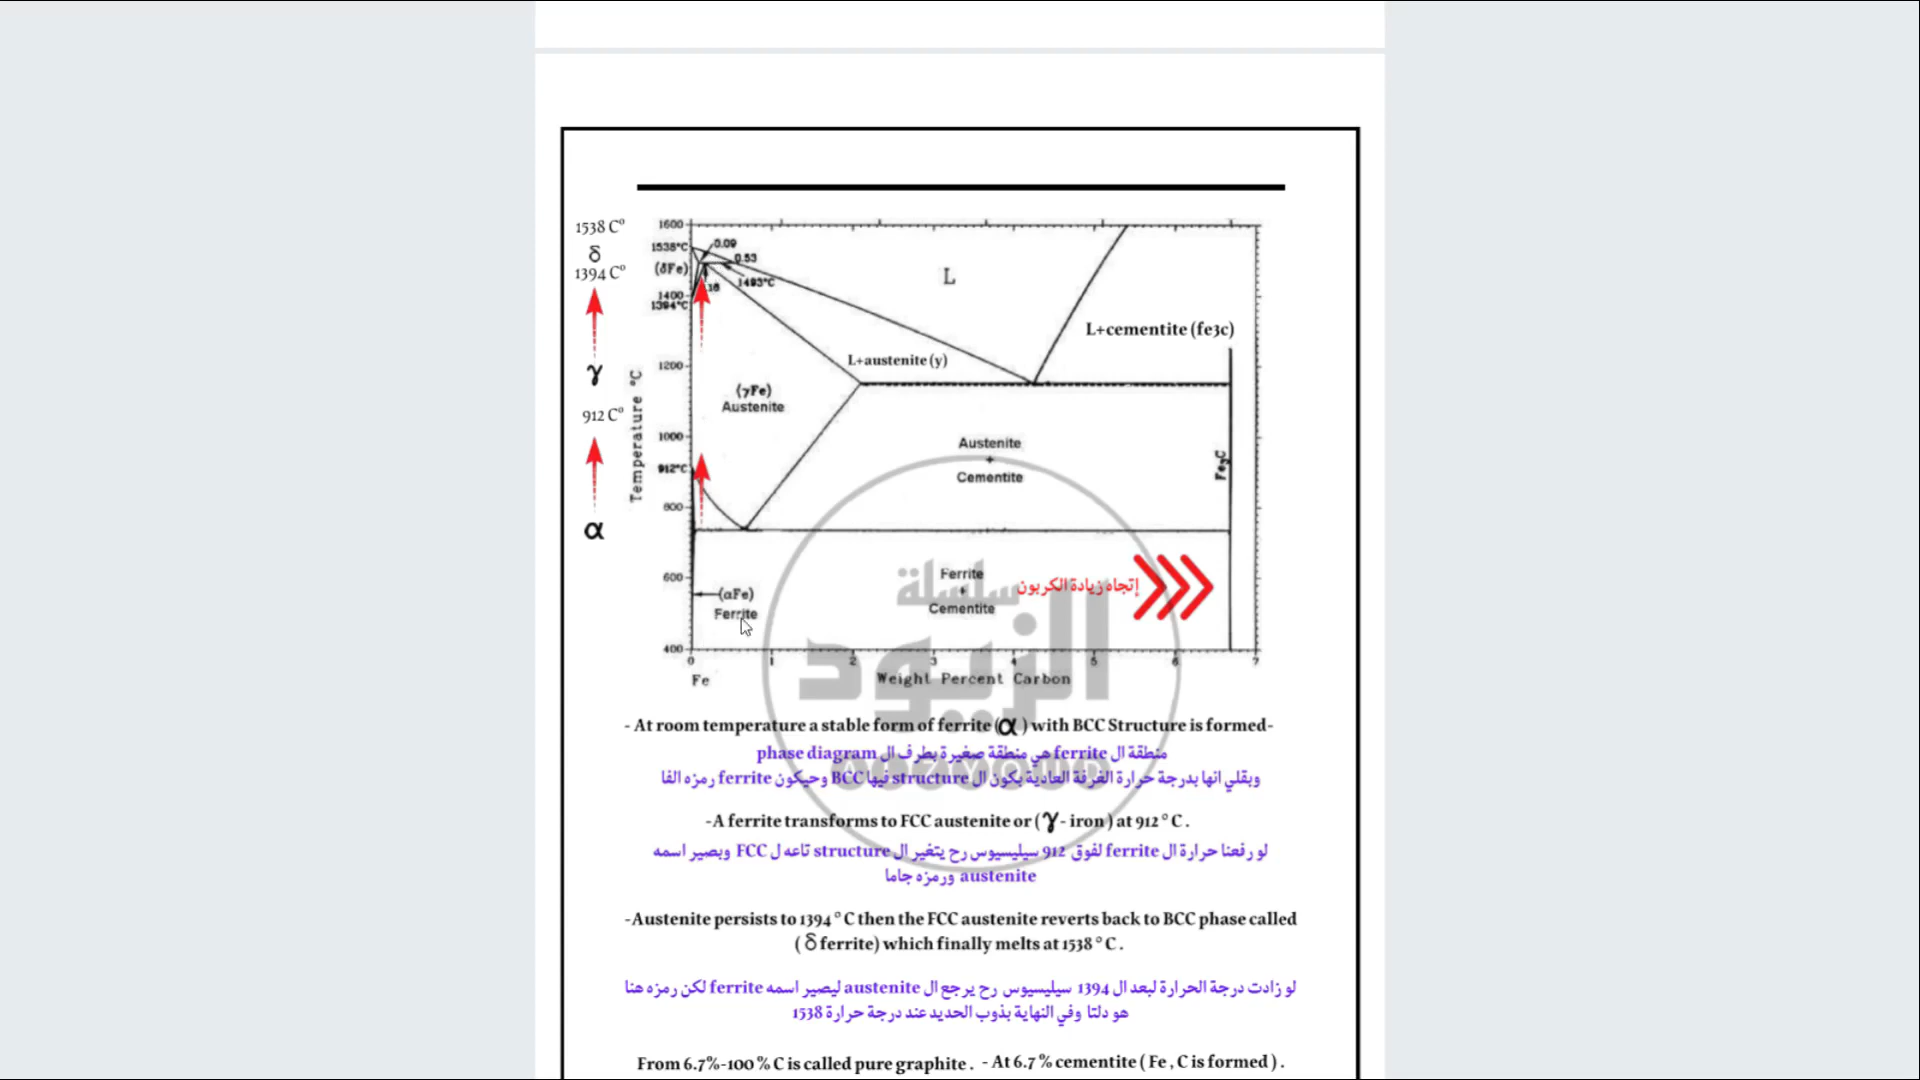 1538 C°
δ
1394 C°
γ
912 C°
α
Temperature °C
1600
1538°C
(δFe)
1400
1394°C
1200
1000
912°C
800
600
400
0.09
0.53
1493°C
L
L+cementite (fe3c)
L+austenite (y)
(γFe)
Austenite
Austenite
+
Cementite
Fe3C
سلسلة
الزيود
ALZYOUD
Ferrite
+
Cementite
إتجاه زيادة الكربون
(αFe)
Ferrite
0 1 2 3 4 5 6 7
Fe
Weight Percent Carbon
- At room temperature a stable form of ferrite (α) with BCC Structure is formed-
منطقة ال ferrite هي منطقة صغيرة بطرف ال phase diagram
وبقلي انها بدرجة حرارة الغرفة العادية بكون ال structure فيها BCC وحيكون ferrite رمزه الفا
-A ferrite transforms to FCC austenite or (γ- iron) at 912 ° C .
لو رفعنا حرارة ال ferrite لفوق 912 سيليسيوس رح يتغير ال structure تاعه ل FCC وبصير اسمه
austenite ورمزه جاما
-Austenite persists to 1394 ° C then the FCC austenite reverts back to BCC phase called
( δ ferrite) which finally melts at 1538 ° C .
لو زادت درجة الحرارة لبعد ال 1394 سيليسيوس رح يرجع ال austenite ليصير اسمه ferrite لكن رمزه هنا
هو دلتا وفي النهاية بذوب الحديد عند درجة حرارة 1538
From 6.7%-100 % C is called pure graphite . - At 6.7 % cementite ( Fe , C is formed ) .